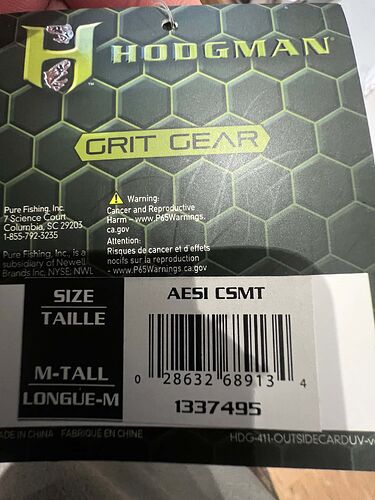 HODGMAN®
™
GRIT GEAR
Pure Fishing, Inc.
7 Science Court
Columbia, SC 29203
1-855-792-3235
Pure Fishing, Inc., is a
subsidiary of Newell
Brands Inc, NYSE: NWL
Warning:
Cancer and Reproductive
Harm - www.P65Warnings.
ca.gov
Attention:
Risques de cancer et d'effets
nocifs sur la reproduction
- www.P65Warnings.ca.gov
SIZE
TAILLE
M-TALL
LONGUE-M
AESI CSMT
0 28632 68913 4
1337495
MADE IN CHINA FABRIQUÉ EN CHINE
HDG-411-OUTSIDECARDUV-